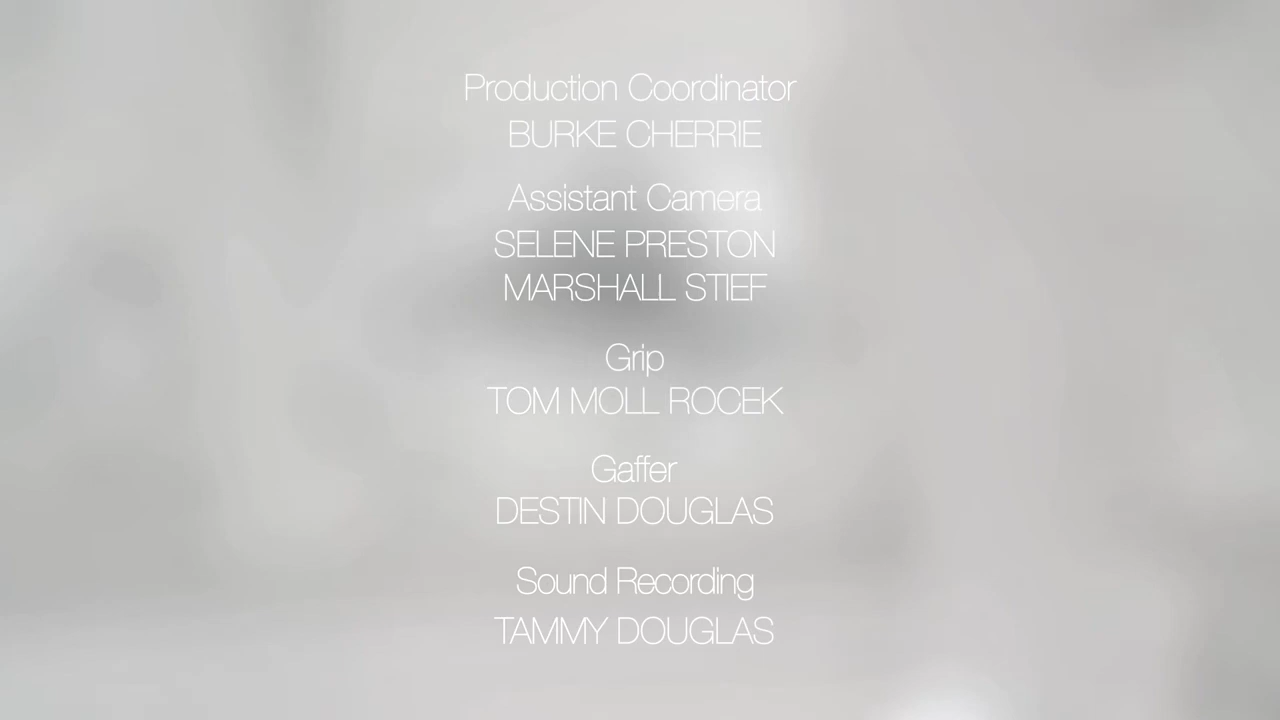 Production Coordinator
BURKE CHERRIE
Assistant Camera
SELENE PRESTON
MARSHALL STIEF
Grip
TOM MOLL ROCEK
Gaffer
DESTIN DOUGLAS
Sound Recording
TAMMY DOUGLAS